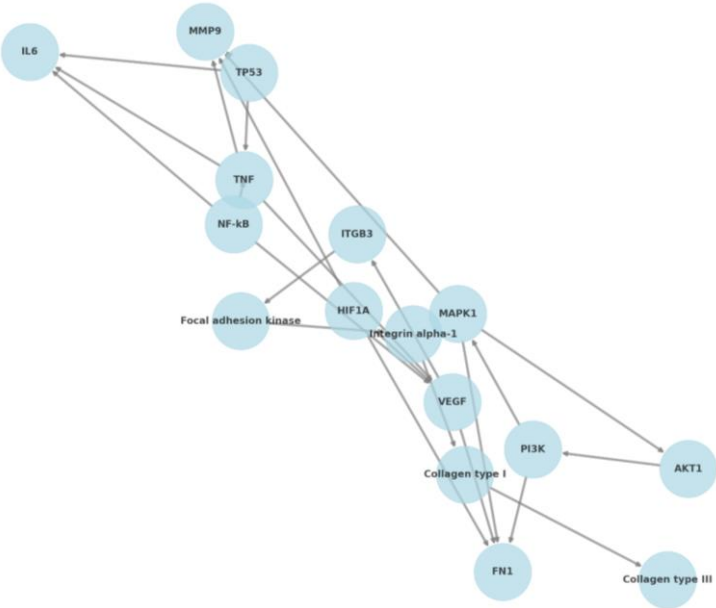 MMP9
IL6
TP53
TNF
NF-kB
ITGB3
HIF1A
MAPK1
Focal adhesion kinase
Integrin alpha-1
VEGF
PI3K
AKT1
Collagen type I
FN1
Collagen type III